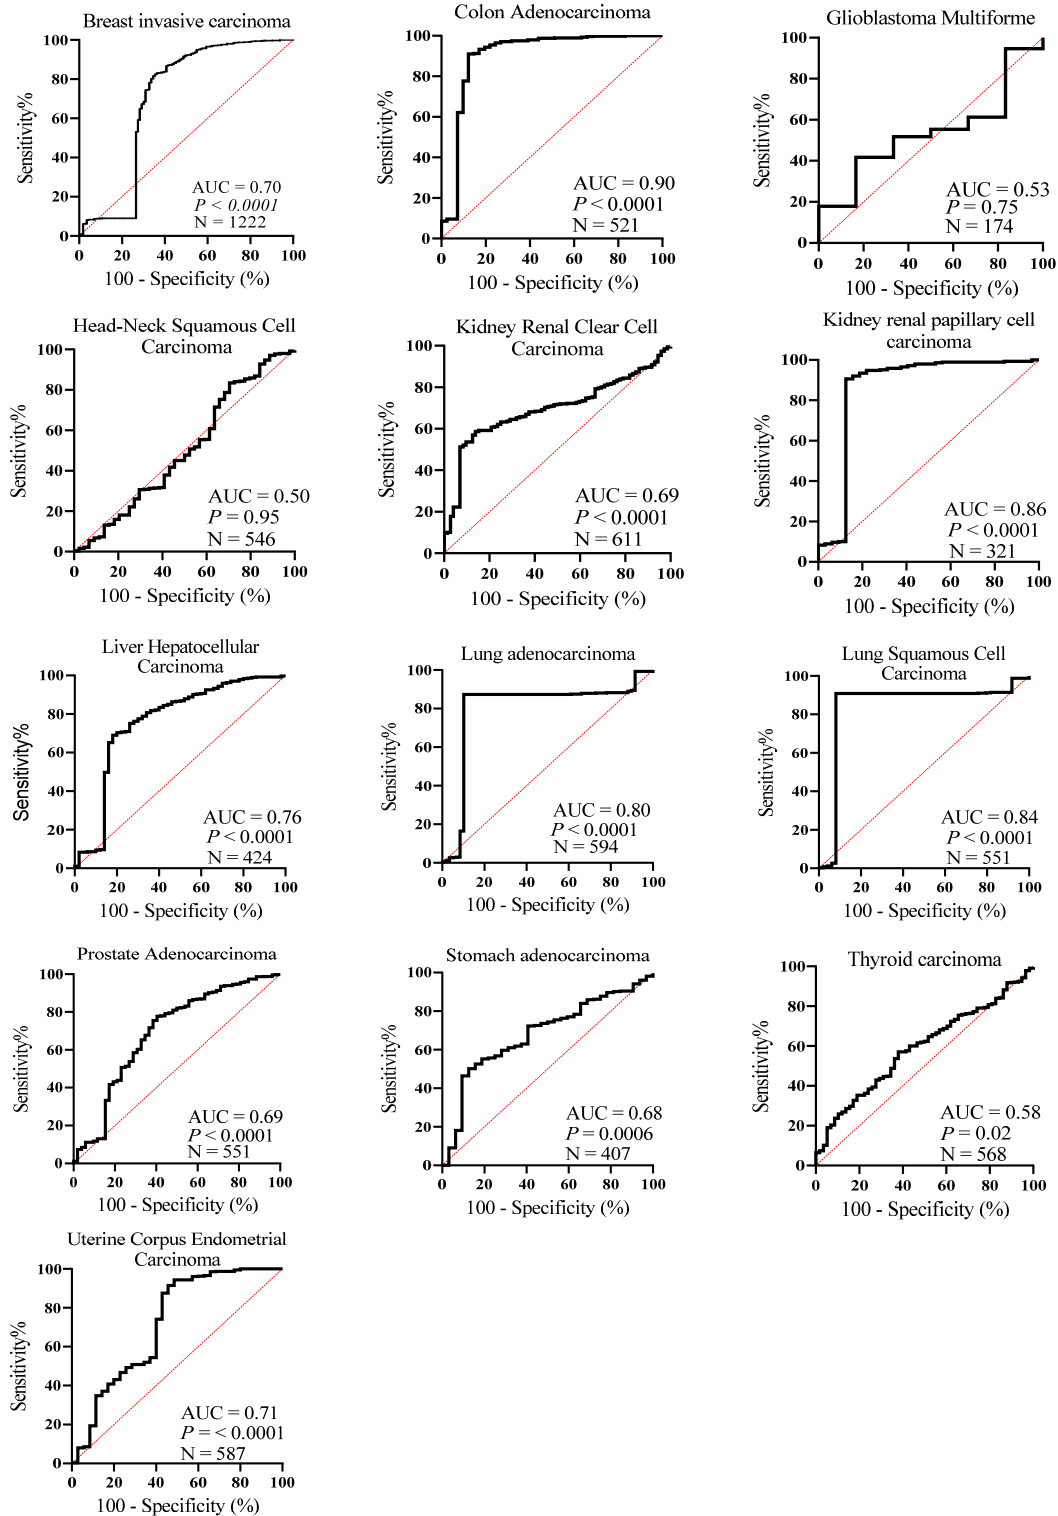 Breast invasive carcinoma
Sensitivity%
100
80
60
40
20
0
AUC = 0.70
P < 0.0001
N = 1222
0 20 40 60 80 100
100 - Specificity (%)
Colon Adenocarcinoma
Sensitivity%
100
80
60
40
20
0
AUC = 0.90
P < 0.0001
N = 521
0 20 40 60 80 100
100 - Specificity (%)
Glioblastoma Multiforme
Sensitivity%
100
80
60
40
20
0
AUC = 0.53
P = 0.75
N = 174
0 20 40 60 80 100
100 - Specificity (%)
Head-Neck Squamous Cell
Carcinoma
Sensitivity%
100
80
60
40
20
0
AUC = 0.50
P = 0.95
N = 546
0 20 40 60 80 100
100 - Specificity (%)
Kidney Renal Clear Cell
Carcinoma
Sensitivity%
100
80
60
40
20
0
AUC = 0.69
P < 0.0001
N = 611
0 20 40 60 80 100
100 - Specificity (%)
Kidney renal papillary cell
carcinoma
Sensitivity%
100
80
60
40
20
0
AUC = 0.86
P < 0.0001
N = 321
0 20 40 60 80 100
100 - Specificity (%)
Liver Hepatocellular
Carcinoma
Sensitivity%
100
80
60
40
20
0
AUC = 0.76
P < 0.0001
N = 424
0 20 40 60 80 100
100 - Specificity (%)
Lung adenocarcinoma
Sensitivity%
100
80
60
40
20
0
AUC = 0.80
P < 0.0001
N = 594
0 20 40 60 80 100
100 - Specificity (%)
Lung Squamous Cell
Carcinoma
Sensitivity%
100
80
60
40
20
0
AUC = 0.84
P < 0.0001
N = 551
0 20 40 60 80 100
100 - Specificity (%)
Prostate Adenocarcinoma
Sensitivity%
100
80
60
40
20
0
AUC = 0.69
P < 0.0001
N = 551
0 20 40 60 80 100
100 - Specificity (%)
Stomach adenocarcinoma
Sensitivity%
100
80
60
40
20
0
AUC = 0.68
P = 0.0006
N = 407
0 20 40 60 80 100
100 - Specificity (%)
Thyroid carcinoma
Sensitivity%
100
80
60
40
20
0
AUC = 0.58
P = 0.02
N = 568
0 20 40 60 80 100
100 - Specificity (%)
Uterine Corpus Endometrial
Carcinoma
Sensitivity%
100
80
60
40
20
0
AUC = 0.71
P = < 0.0001
N = 587
0 20 40 60 80 100
100 - Specificity (%)